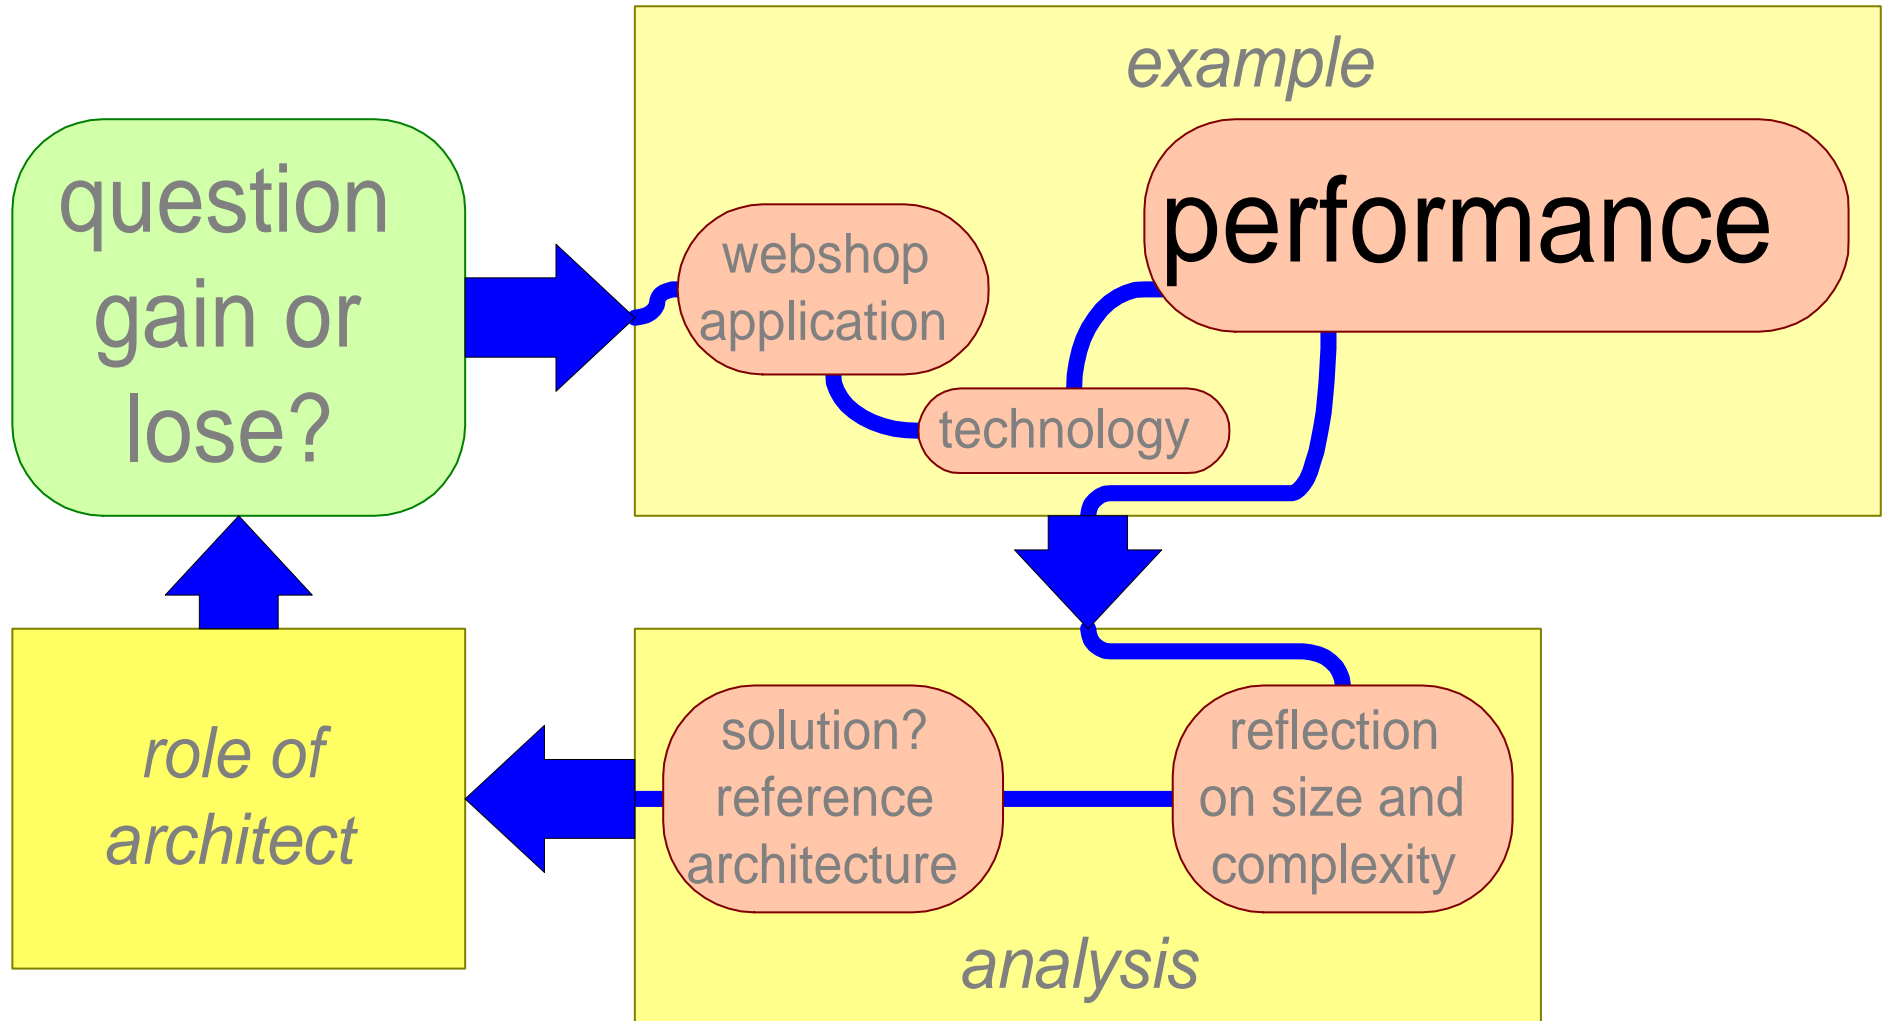 question
gain or
lose?
example
webshop
application
technology
performance
reflection
on size and
complexity
solution?
reference
architecture
analysis
role of
architect